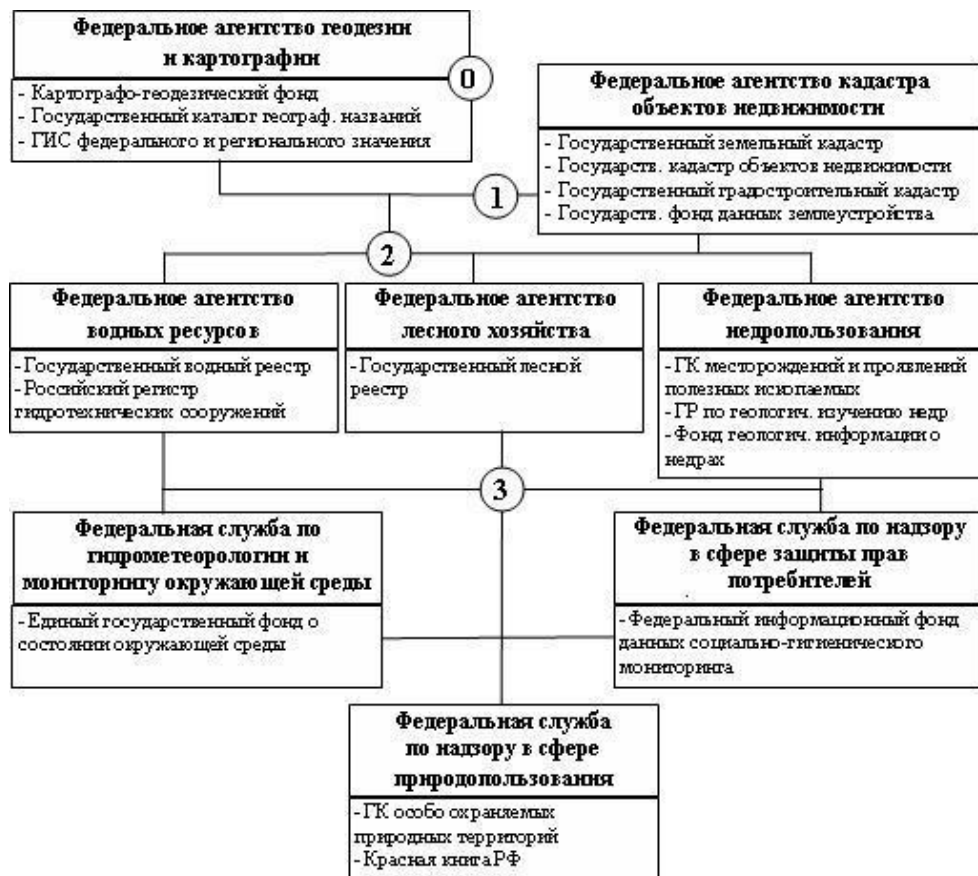 Федеральное агентство геодезии
и картографии
0
- Картографо-геодезический фонд
- Государственный каталог географ. названий
- ГИС федерального и регионального значения
Федеральное агентство кадастра
объектов недвижимости
- Государственный земельный кадастр
- Государств. кадастр объектов недвижимости
- Государственный градостроительный кадастр
- Государств. фонд данных землеустройства
1
2
Федеральное агентство
водных ресурсов
- Государственный водный реестр
- Российский регистр
гидротехнических сооружений
Федеральное агентство
лесного хозяйства
- Государственный лесной
реестр
Федеральное агентство
недропользования
- ГК месторождений и проявлений
полезных ископаемых
- ГР по геологич. изучению недр
- Фонд геологич. информации о
недрах
3
Федеральная служба по
гидрометеорологии и
мониторингу окружающей среды
- Единый государственный фонд о
состоянии окружающей среды
Федеральная служба по надзору
в сфере защиты прав
потребителей
- Федеральный информационный фонд
данных социально-гигиенического
мониторинга
Федеральная служба
по надзору в сфере
природопользования
- ГК особо охраняемых
природных территорий
- Красная книга РФ